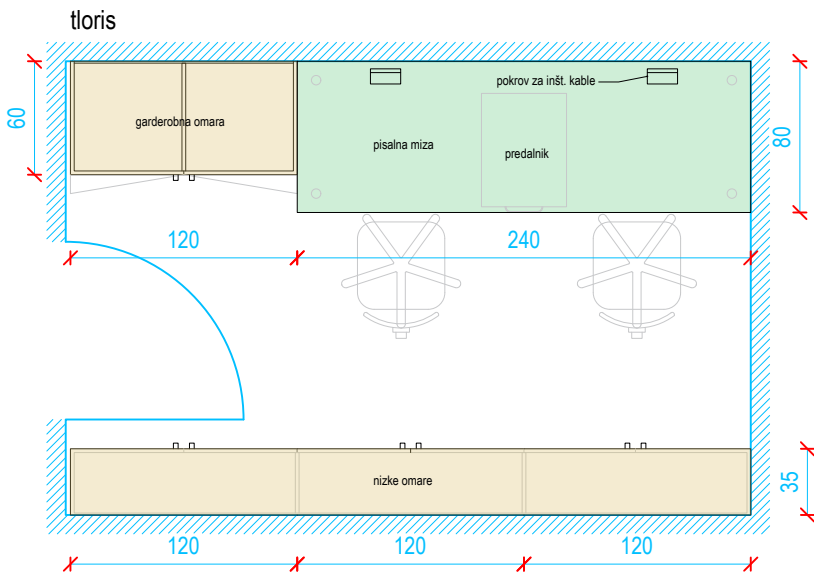 tloris
60
garderobna omara
pokrov za inšt. kable
pisalna miza
predalnik
80
120
240
nizke omare
35
120
120
120